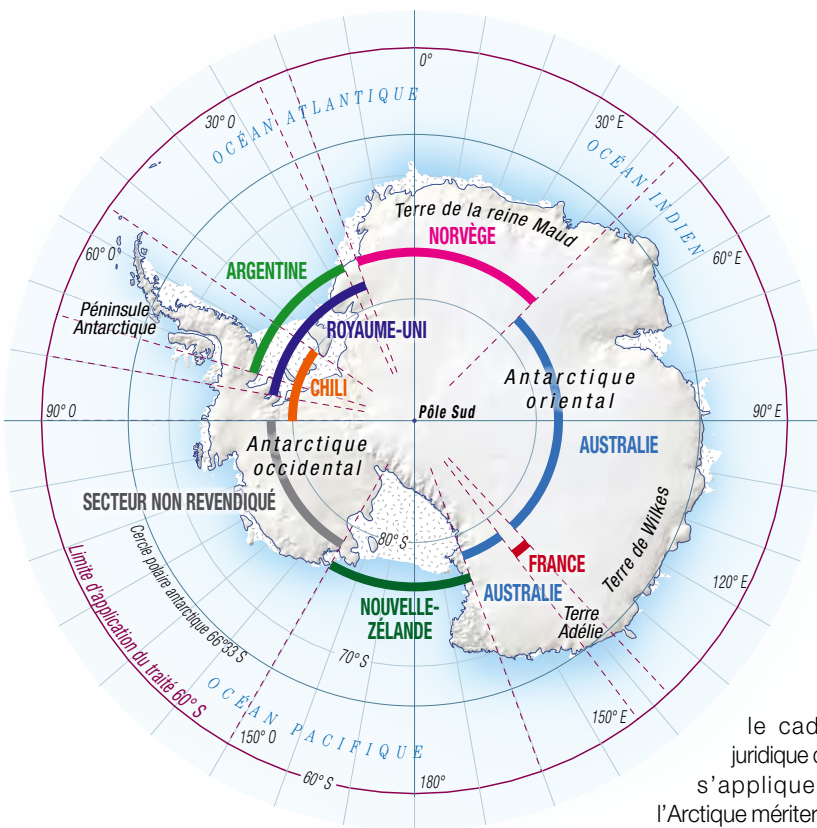 0°
30° O
OCÉAN ATLANTIQUE
30° E
OCÉAN INDIEN
Terre de la reine Maud
NORVÈGE
60° O
ARGENTINE
60° E
Péninsule
Antarctique
ROYAUME-UNI
CHILI
Antarctique
oriental
90° O
Pôle Sud
90° E
Antarctique
occidental
AUSTRALIE
SECTEUR NON REVENDIQUÉ
80° S
Terre de Wilkes
Cercle polaire antarctique 66°33 S
Limite d'application du traité 60° S
FRANCE
120° E
NOUVELLE-
ZÉLANDE
AUSTRALIE
Terre
Adélie
70° S
OCÉAN PACIFIQUE
150° O
150° E
60° S
180°
le cad
juridique
s'applique
l'Arctique mériter